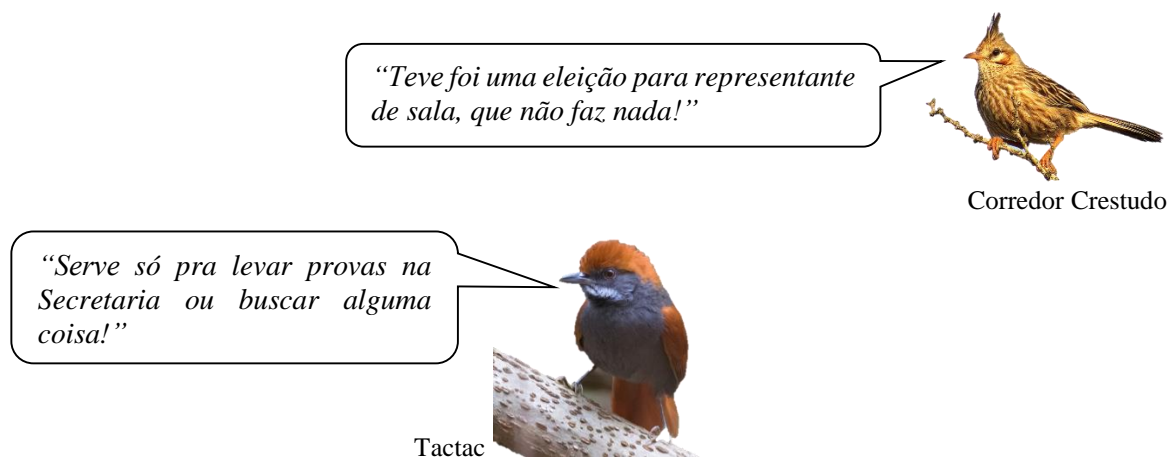 “Teve foi uma eleição para representante
de sala, que não faz nada!”
Corredor Crestudo
“Serve só pra levar provas na
Secretaria ou buscar alguma
coisa!”
Tactac